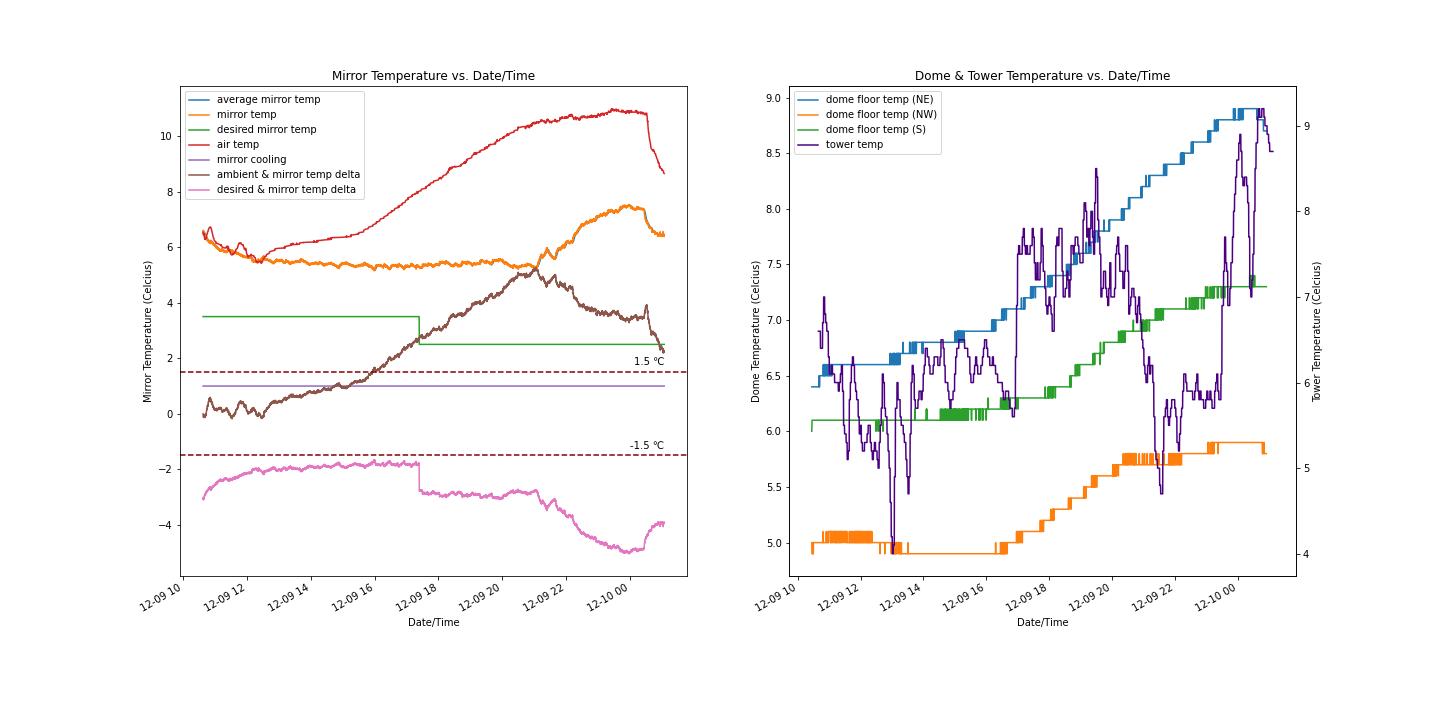 Mirror Temperature vs. Date/Time
average mirror temp
mirror temp
desired mirror temp
air temp
mirror cooling
ambient & mirror temp delta
desired & mirror temp delta
10
8
6
4
2
0
−2
−4
1.5 ℃
-1.5 ℃
Mirror Temperature (Celcius)
12-09 10
12-09 12
12-09 14
12-09 16
12-09 18
12-09 20
12-09 22
12-10 00
Date/Time
Dome & Tower Temperature vs. Date/Time
dome floor temp (NE)
dome floor temp (NW)
dome floor temp (S)
tower temp
9.0
8.5
8.0
7.5
7.0
6.5
6.0
5.5
5.0
Dome Temperature (Celcius)
9
8
7
6
5
4
Tower Temperature (Celcius)
12-09 10
12-09 12
12-09 14
12-09 16
12-09 18
12-09 20
12-09 22
12-10 00
Date/Time